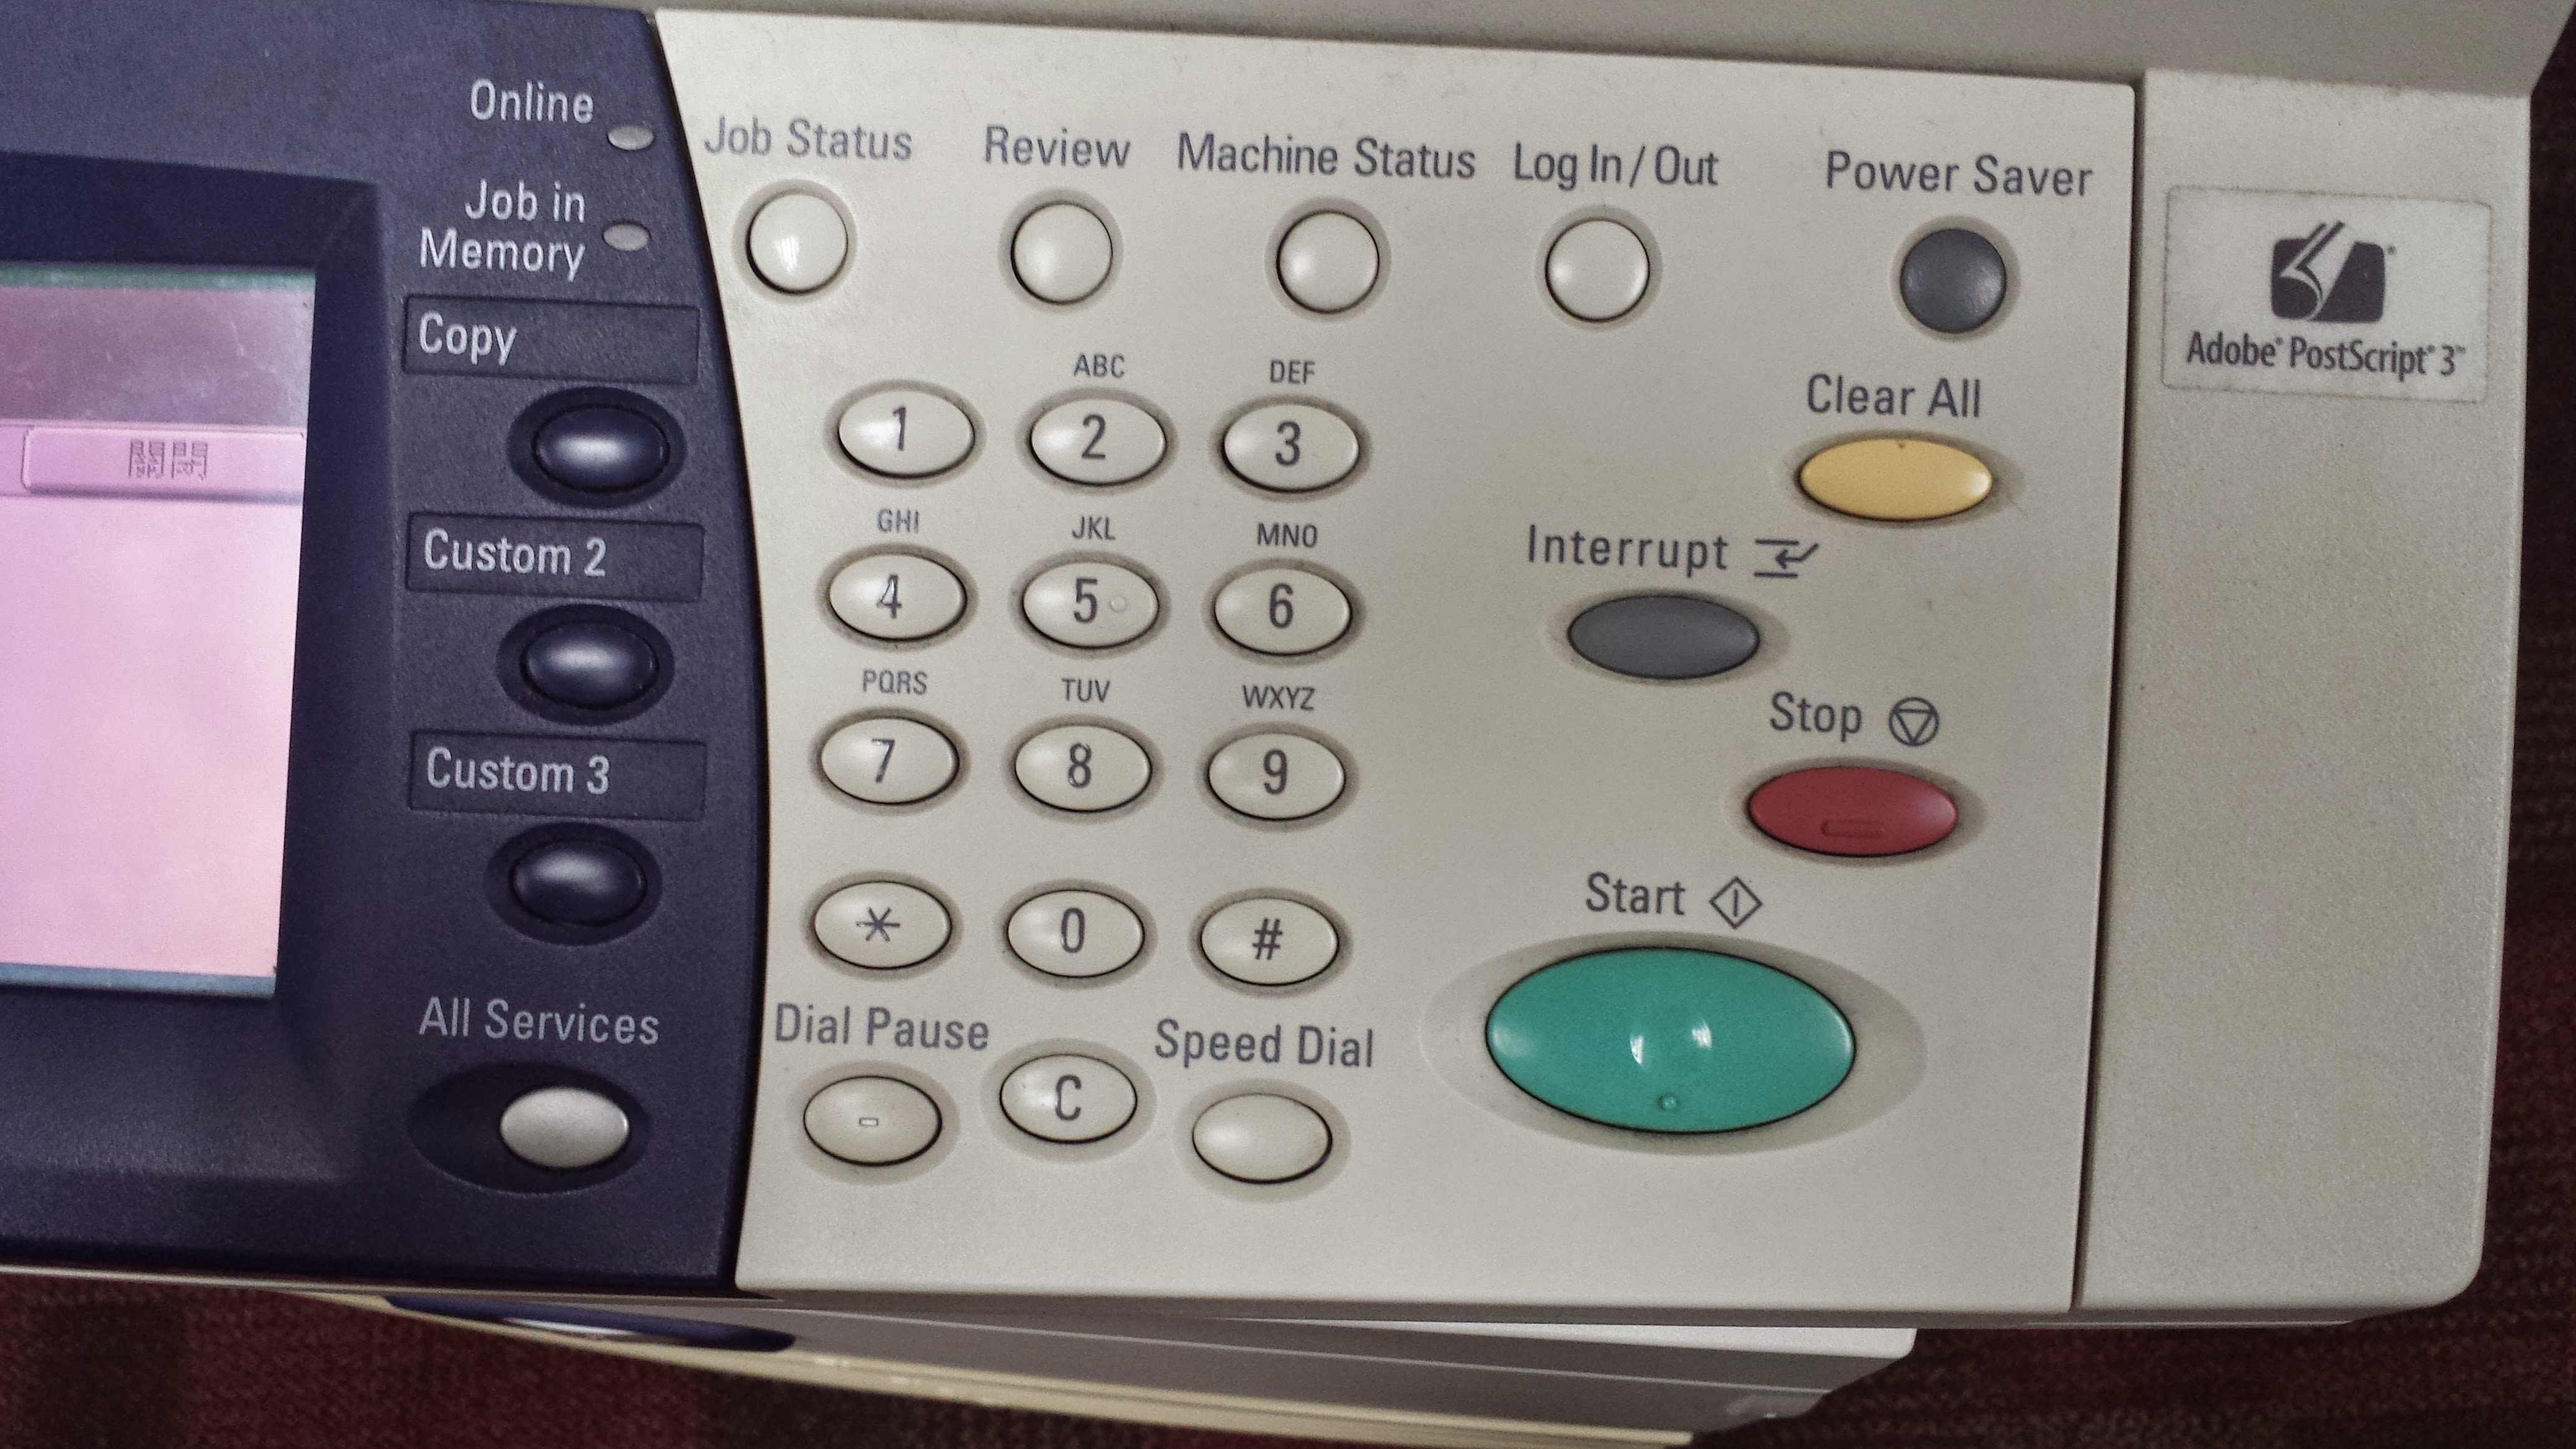 Online
Job in
Memory
Copy
Custom 2
Custom 3
All Services
Job Status
Review
Machine Status
Log In / Out
Power Saver
ABC
DEF
1
2
3
GHI
JKL
MNO
4
5
6
PQRS
TUV
WXYZ
7
8
9
*
0
#
Dial Pause
C
Speed Dial
Clear All
Interrupt
Stop
Start
Adobe® PostScript® 3™